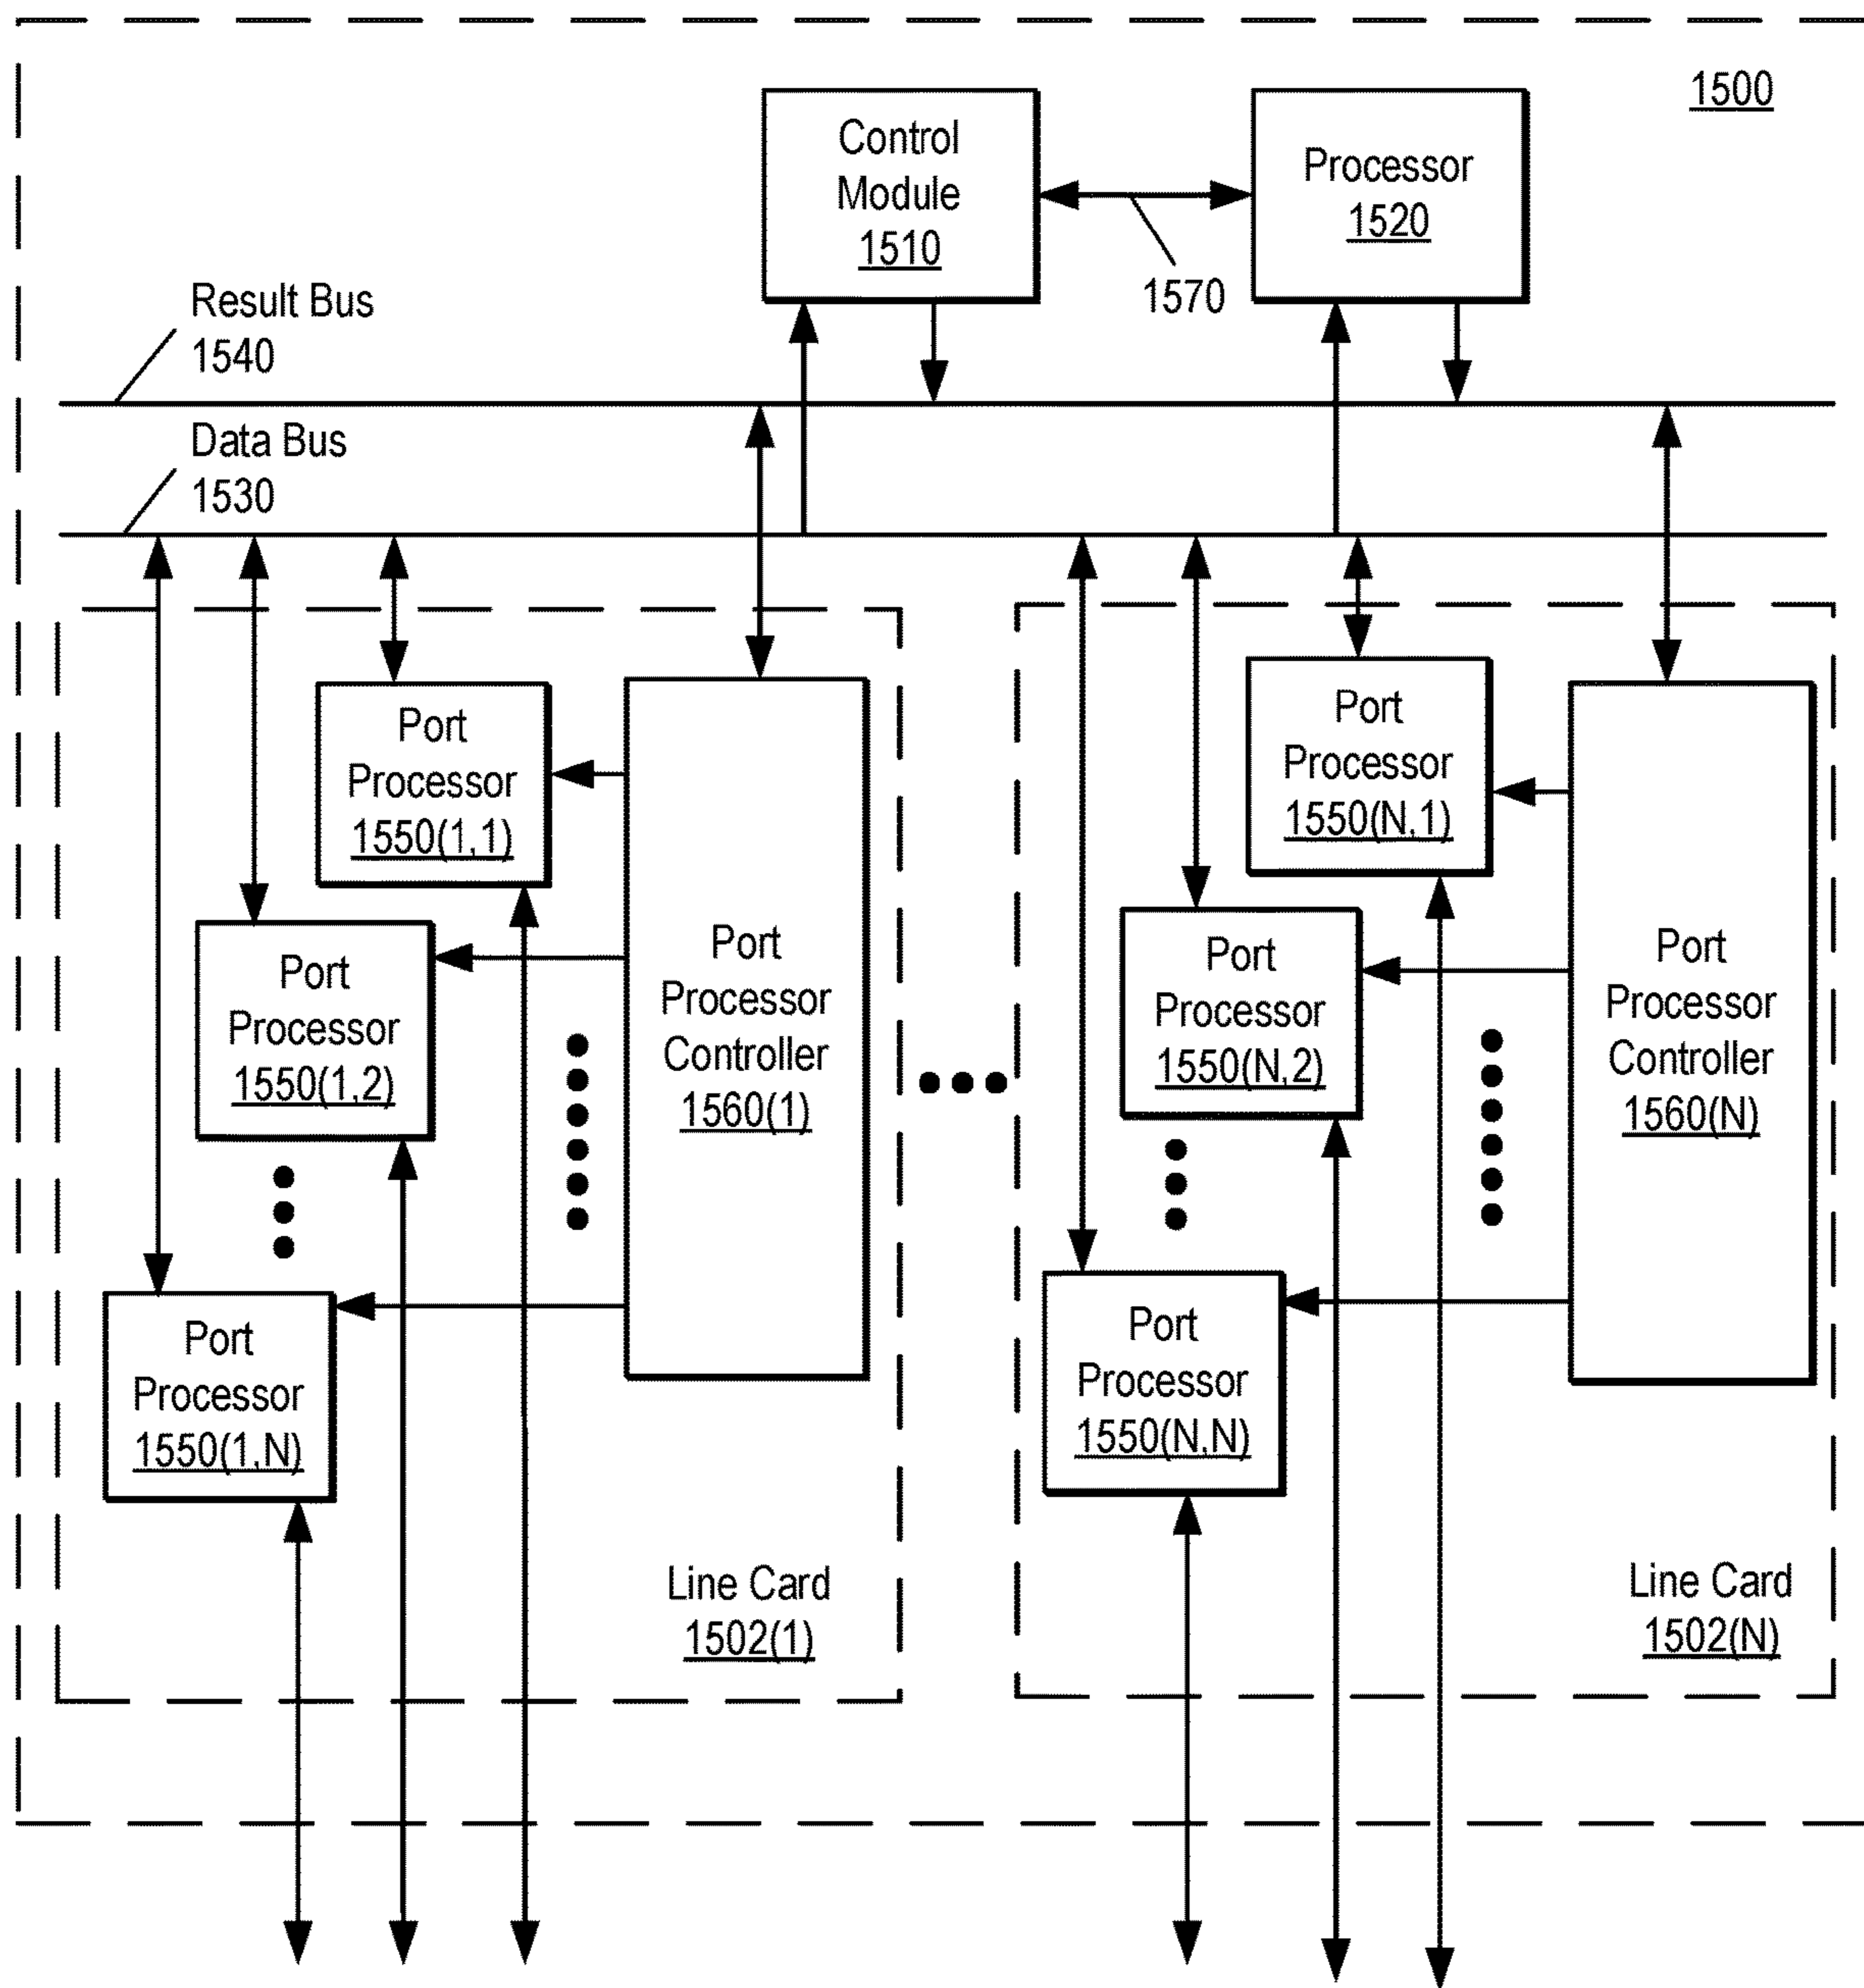 1500
Control
Module
1510
Processor
1520
1570
Result Bus
1540
Data Bus
1530
Port
Processor
1550(1,1)
Port
Processor
1550(1,2)
Port
Processor
1550(1,N)
Port
Processor
Controller
1560(1)
Line Card
1502(1)
Port
Processor
1550(N,1)
Port
Processor
1550(N,2)
Port
Processor
1550(N,N)
Port
Processor
Controller
1560(N)
Line Card
1502(N)